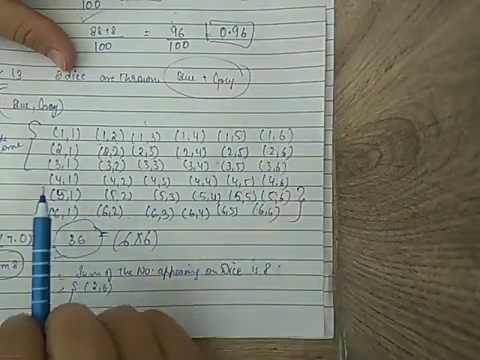 100
88+8 / 100 = 96 / 100 = 0.96
13 2 dice are thrown Blue + Grey
(Blue, Gray)
(1,1) (1,2) (1,3) (1,4) (1,5) (1,6)
(2,1) (2,2) (2,3) (2,4) (2,5) (2,6)
(3,1) (3,2) (3,3) (3,4) (3,5) (3,6)
(4,1) (4,2) (4,3) (4,4) (4,5) (4,6)
(5,1) (5,2) (5,3) (5,4) (5,5) (5,6)
(6,1) (6,2) (6,3) (6,4) (6,5) (6,6)
36 = (6x6)
Sum of the No. appearing on Dice is 8.
(2,6)